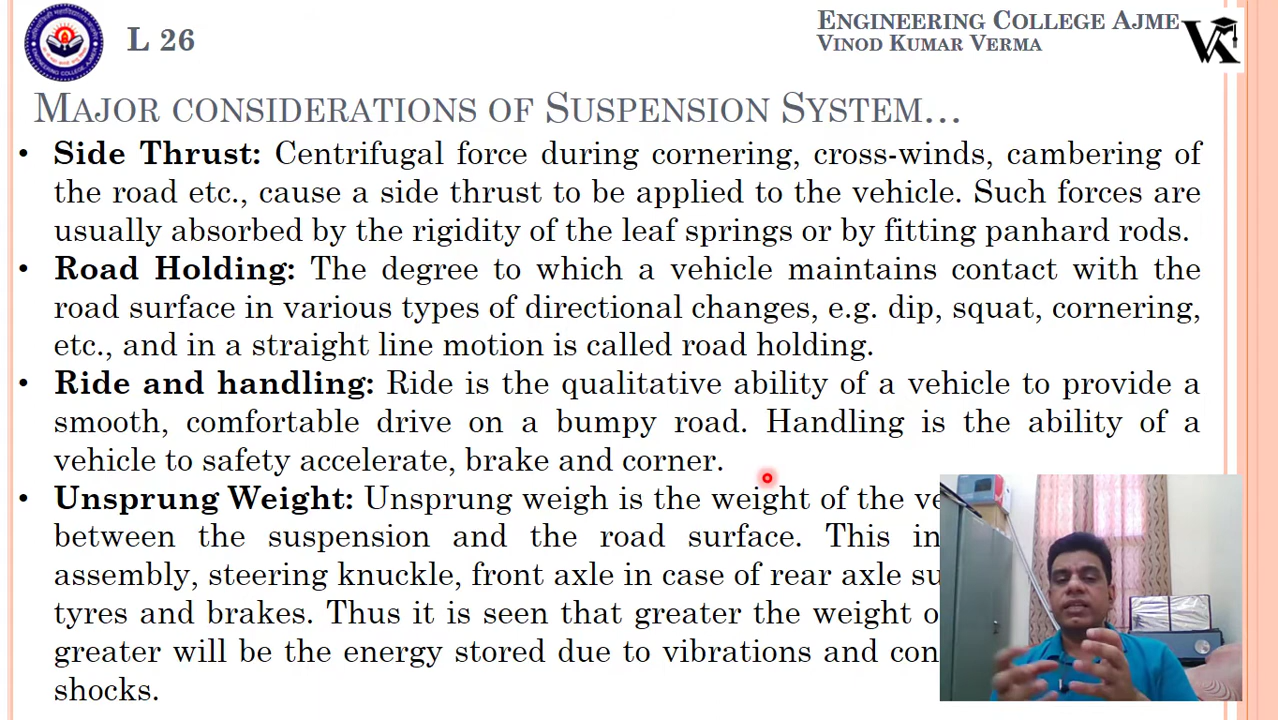 L 26
ENGINEERING COLLEGE AJME
VINOD KUMAR VERMA
MAJOR CONSIDERATIONS OF SUSPENSION SYSTEM...
• Side Thrust: Centrifugal force during cornering, cross-winds, cambering of
the road etc., cause a side thrust to be applied to the vehicle. Such forces are
usually absorbed by the rigidity of the leaf springs or by fitting panhard rods.
• Road Holding: The degree to which a vehicle maintains contact with the
road surface in various types of directional changes, e.g. dip, squat, cornering,
etc., and in a straight line motion is called road holding.
• Ride and handling: Ride is the qualitative ability of a vehicle to provide a
smooth, comfortable drive on a bumpy road. Handling is the ability of a
vehicle to safety accelerate, brake and corner.
• Unsprung Weight: Unsprung weigh is the weight of the ve
between the suspension and the road surface. This in
assembly, steering knuckle, front axle in case of rear axle su
tyres and brakes. Thus it is seen that greater the weight o
greater will be the energy stored due to vibrations and con
shocks.